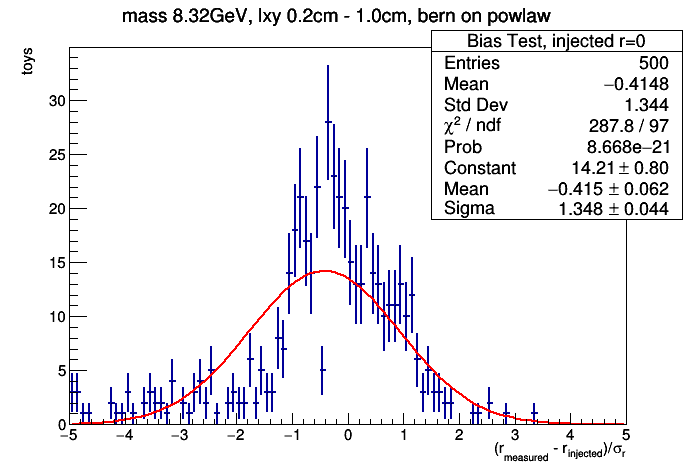 mass 8.32GeV, lxy 0.2cm - 1.0cm, bern on powlaw
Bias Test, injected r=0
Entries 500
Mean −0.4148
Std Dev 1.344
χ² / ndf 287.8 / 97
Prob 8.668e−21
Constant 14.21 ± 0.80
Mean −0.415 ± 0.062
Sigma 1.348 ± 0.044
toys
30
25
20
15
10
5
0
−5 −4 −3 −2 −1 0 1 2 3 4 5
(r_measured - r_injected)/σ_r